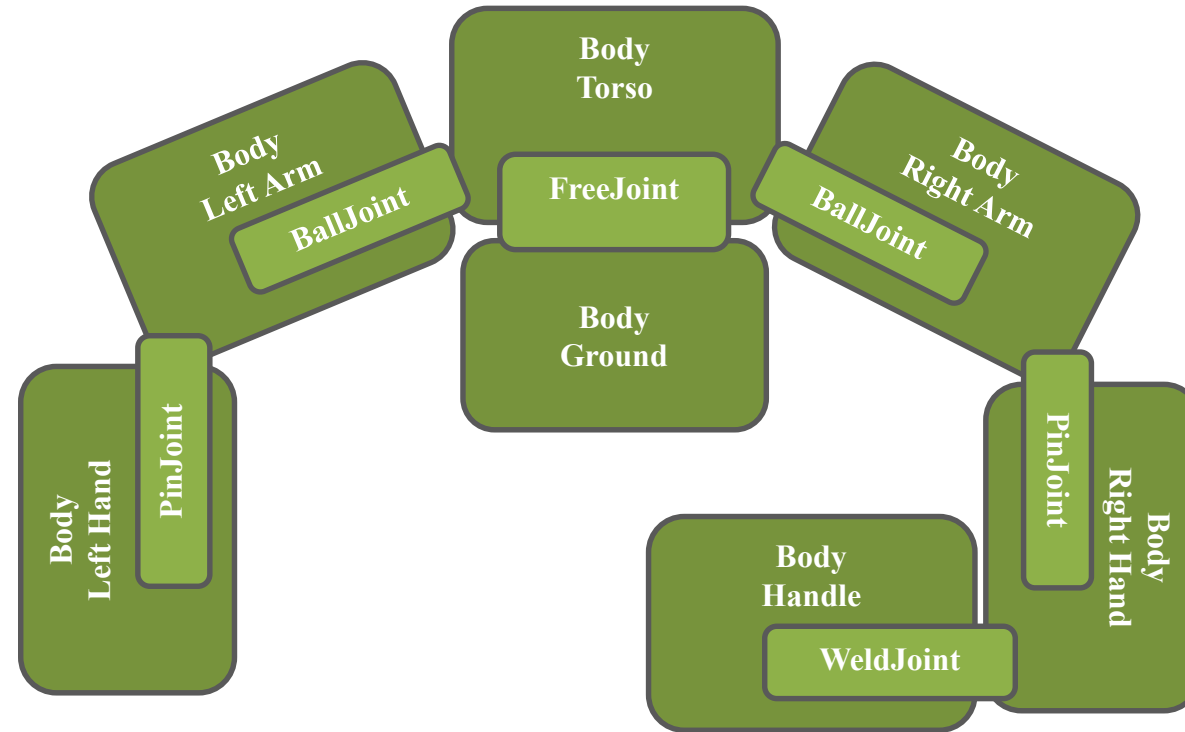 Body
Torso
FreeJoint
Body
Ground
Body
Left Arm
BallJoint
PinJoint
Body
Left Hand
Body
Right Arm
BallJoint
PinJoint
Body
Right Hand
Body
Handle
WeldJoint